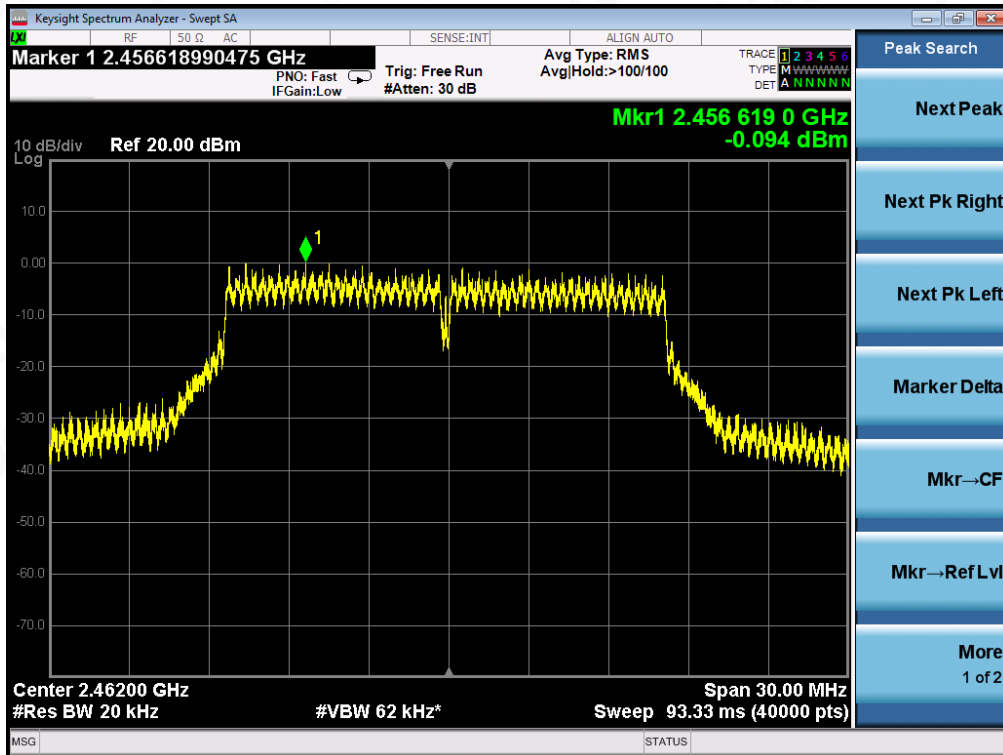 Keysight Spectrum Analyzer - Swept SA
LXI RF 50 Ω AC SENSE:INT ALIGN AUTO
Marker 1 2.456618990475 GHz
PNO: Fast
IFGain:Low
Trig: Free Run
#Atten: 30 dB
Avg Type: RMS
Avg|Hold:>100/100
TRACE 1 2 3 4 5 6
TYPE M WWWWW
DET A N N N N N
Mkr1 2.456 619 0 GHz
-0.094 dBm
10 dB/div Ref 20.00 dBm
Log
10.0
0.00
-10.0
-20.0
-30.0
-40.0
-50.0
-60.0
-70.0
1
Center 2.46200 GHz Span 30.00 MHz
#Res BW 20 kHz #VBW 62 kHz* Sweep 93.33 ms (40000 pts)
MSG STATUS
Peak Search
Next Peak
Next Pk Right
Next Pk Left
Marker Delta
Mkr→CF
Mkr→Ref Lvl
More
1 of 2